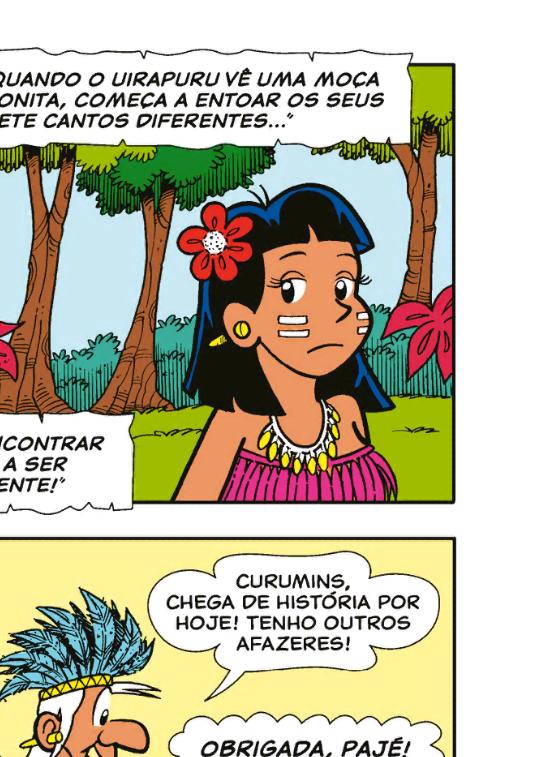 QUANDO O UIRAPURU VÊ UMA MOÇA
ONITA, COMEÇA A ENTOAR OS SEUS
ETE CANTOS DIFERENTES..."
NCONTRAR
A SER
ENTE!"
CURUMINS,
CHEGA DE HISTÓRIA POR
HOJE! TENHO OUTROS
AFAZERES!
OBRIGADA, PAJÉ!